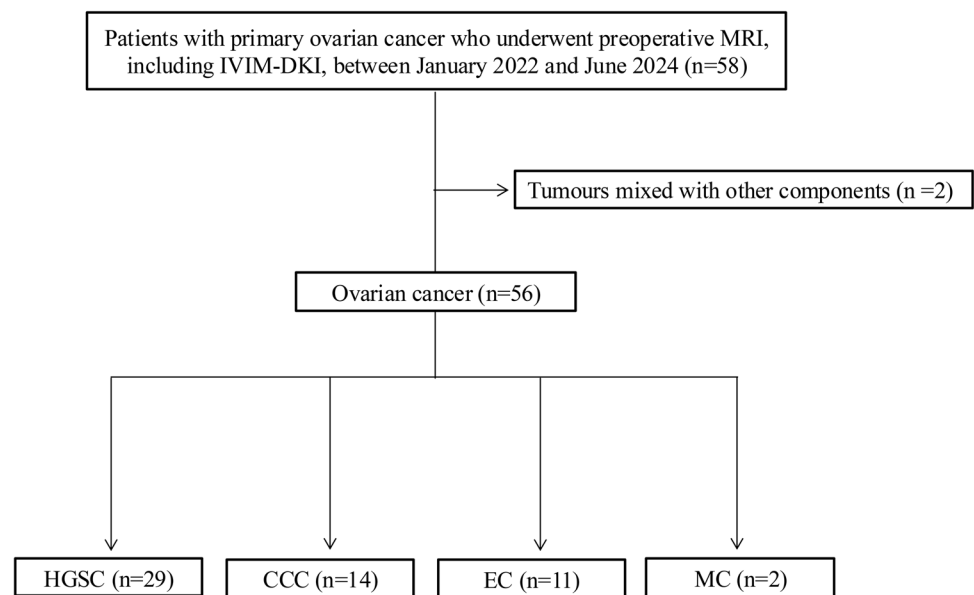 Patients with primary ovarian cancer who underwent preoperative MRI,
including IVIM-DKI, between January 2022 and June 2024 (n=58)
Tumours mixed with other components (n =2)
Ovarian cancer (n=56)
HGSC (n=29)
CCC (n=14)
EC (n=11)
MC (n=2)